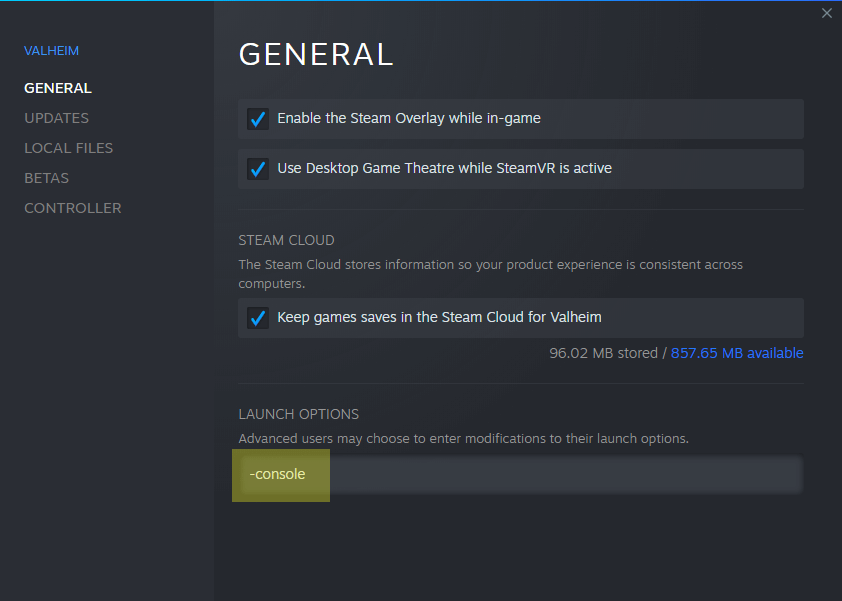 VALHEIM
GENERAL
UPDATES
LOCAL FILES
BETAS
CONTROLLER
GENERAL
Enable the Steam Overlay while in-game
Use Desktop Game Theatre while SteamVR is active
STEAM CLOUD
The Steam Cloud stores information so your product experience is consistent across
computers.
Keep games saves in the Steam Cloud for Valheim
96.02 MB stored / 857.65 MB available
LAUNCH OPTIONS
Advanced users may choose to enter modifications to their launch options.
-console